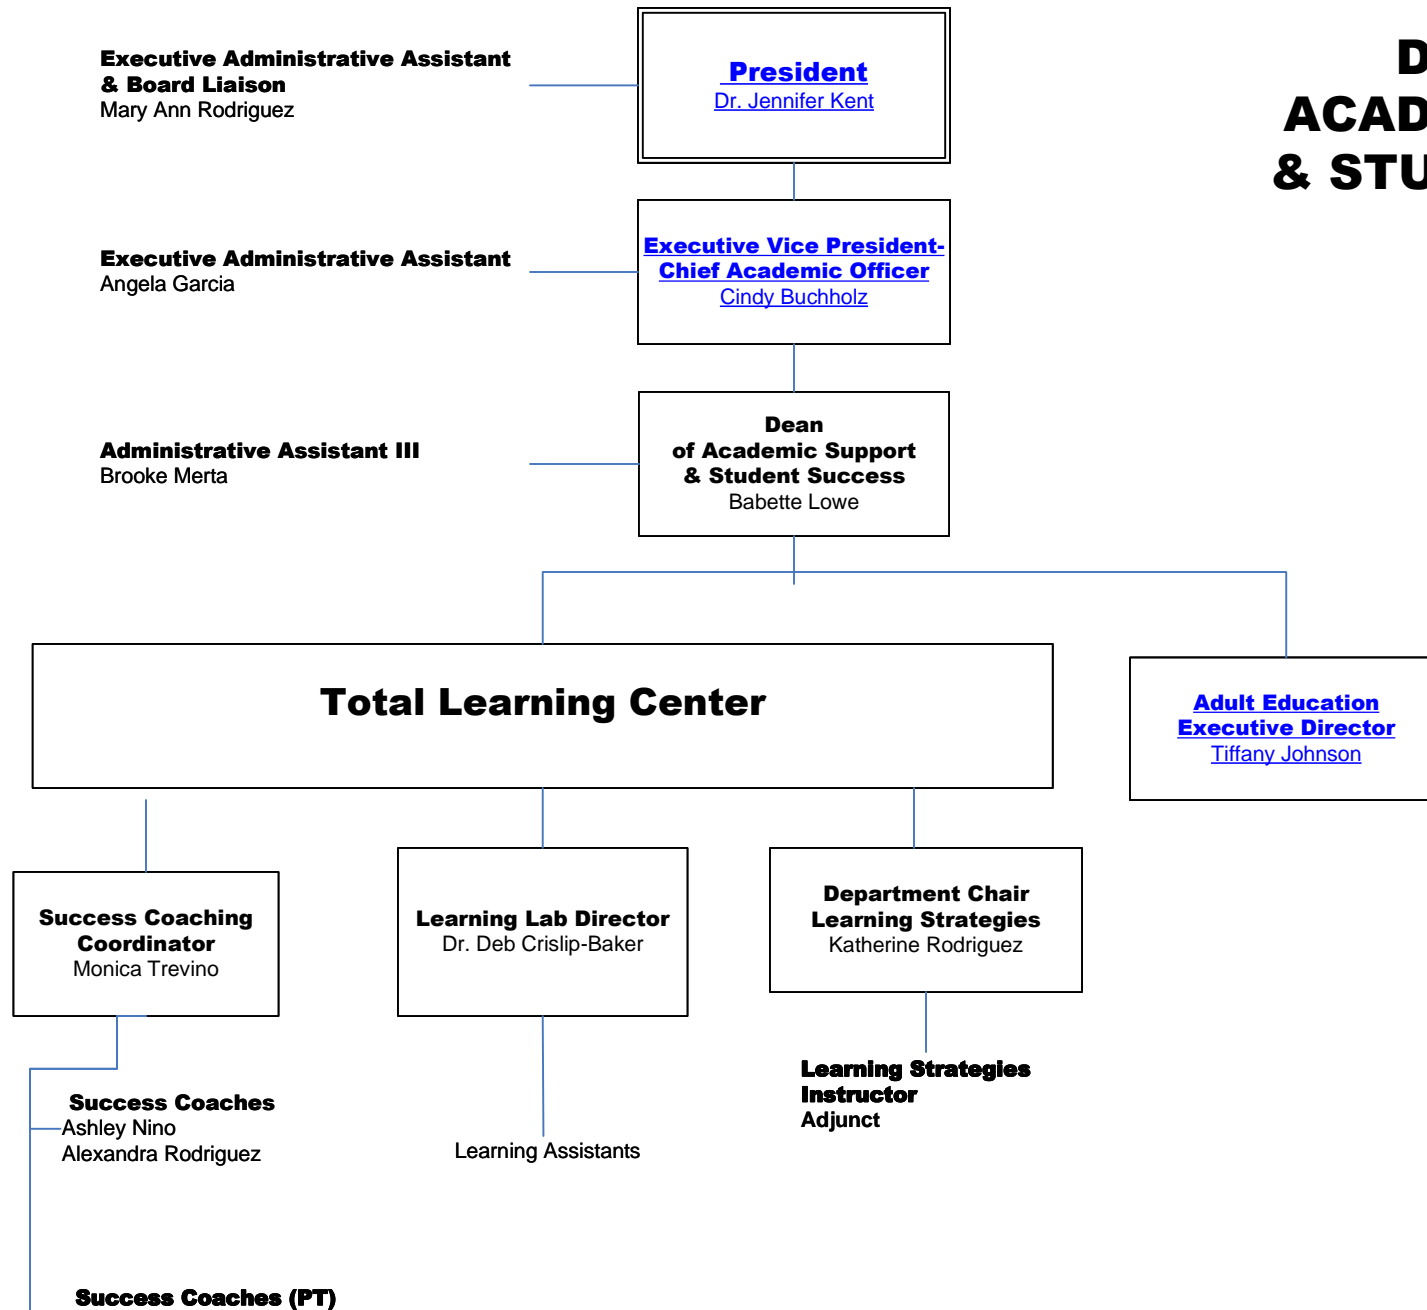 Executive Administrative Assistant
& Board Liaison
Mary Ann Rodriguez
President
Dr. Jennifer Kent
D
ACAD
& STU
Executive Administrative Assistant
Angela Garcia
Executive Vice President-
Chief Academic Officer
Cindy Buchholz
Administrative Assistant III
Brooke Merta
Dean
of Academic Support
& Student Success
Babette Lowe
Total Learning Center
Adult Education
Executive Director
Tiffany Johnson
Success Coaching
Coordinator
Monica Trevino
Learning Lab Director
Dr. Deb Crislip-Baker
Department Chair
Learning Strategies
Katherine Rodriguez
Success Coaches
Ashley Nino
Alexandra Rodriguez
Learning Assistants
Learning Strategies
Instructor
Adjunct
Success Coaches (PT)